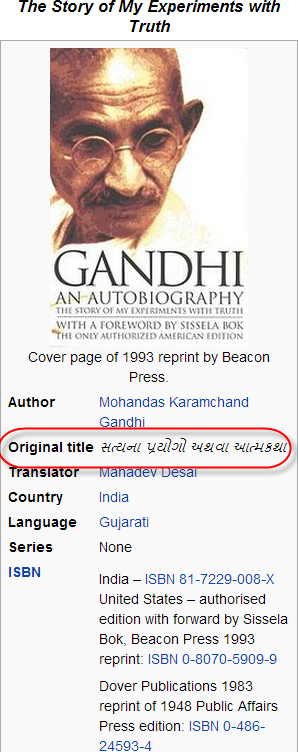 The Story of My Experiments with
Truth
GANDHI
AN AUTOBIOGRAPHY
THE STORY OF MY EXPERIMENTS WITH TRUTH
WITH A FOREWORD BY SISSELA BOK
THE ONLY AUTHORIZED AMERICAN EDITION
Cover page of 1993 reprint by Beacon
Press.
Author Mohandas Karamchand
Gandhi
Original title સત્યના પ્રયોગો અથવા આત્મકથા
Translator Mahadev Desai
Country India
Language Gujarati
Series None
ISBN India – ISBN 81-7229-008-X
United States – authorised
edition with forward by Sissela
Bok, Beacon Press 1993
reprint: ISBN 0-8070-5909-9
Dover Publications 1983
reprint of 1948 Public Affairs
Press edition: ISBN 0-486-
24593-4